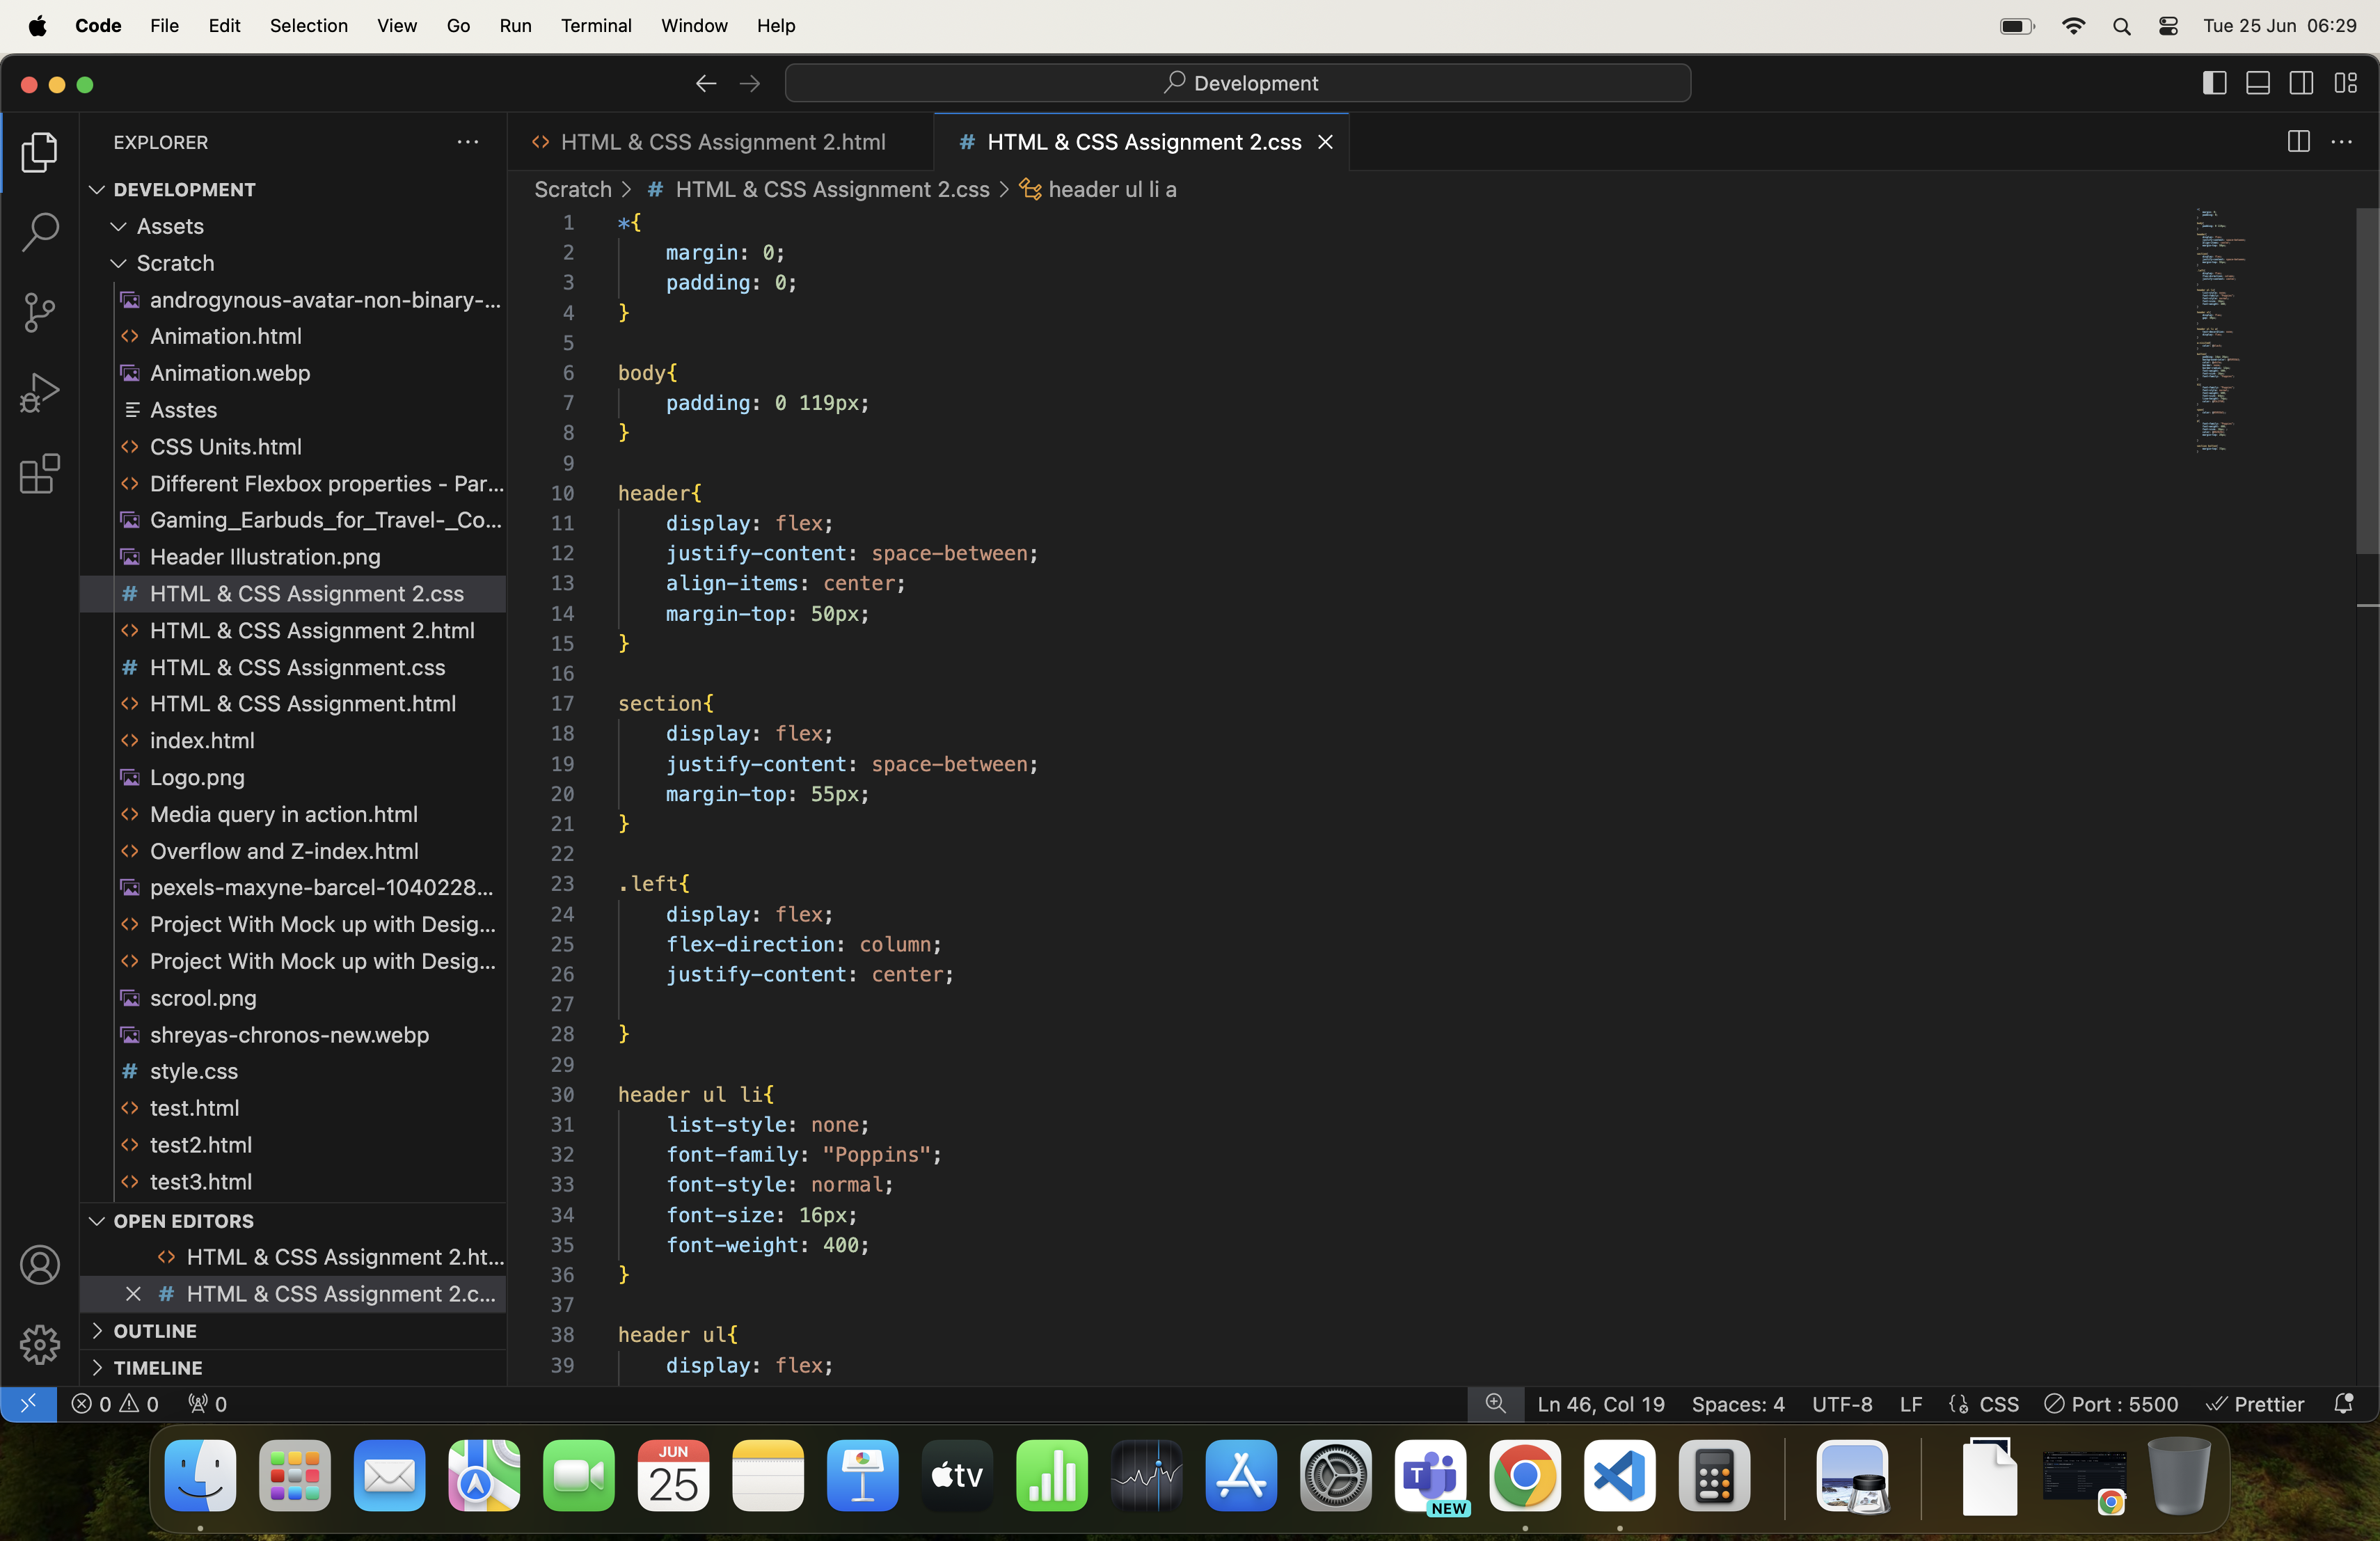 Code File Edit Selection View Go Run Terminal Window Help Tue 25 Jun 06:29
Development
EXPLORER
DEVELOPMENT
Assets
Scratch
androgynous-avatar-non-binary-...
Animation.html
Animation.webp
Asstes
CSS Units.html
Different Flexbox properties - Par...
Gaming_Earbuds_for_Travel-_Co...
Header Illustration.png
HTML & CSS Assignment 2.css
HTML & CSS Assignment 2.html
HTML & CSS Assignment.css
HTML & CSS Assignment.html
index.html
Logo.png
Media query in action.html
Overflow and Z-index.html
pexels-maxyne-barcel-1040228...
Project With Mock up with Desig...
Project With Mock up with Desig...
scrool.png
shreyas-chronos-new.webp
style.css
test.html
test2.html
test3.html
OPEN EDITORS
HTML & CSS Assignment 2.ht...
HTML & CSS Assignment 2.c...
OUTLINE
TIMELINE
HTML & CSS Assignment 2.html # HTML & CSS Assignment 2.css
Scratch > # HTML & CSS Assignment 2.css > header ul li a
1 *{
2 margin: 0;
3 padding: 0;
4 }
5
6 body{
7 padding: 0 119px;
8 }
9
10 header{
11 display: flex;
12 justify-content: space-between;
13 align-items: center;
14 margin-top: 50px;
15 }
16
17 section{
18 display: flex;
19 justify-content: space-between;
20 margin-top: 55px;
21 }
22
23 .left{
24 display: flex;
25 flex-direction: column;
26 justify-content: center;
27
28 }
29
30 header ul li{
31 list-style: none;
32 font-family: "Poppins";
33 font-style: normal;
34 font-size: 16px;
35 font-weight: 400;
36 }
37
38 header ul{
39 display: flex;
0 0 0 Ln 46, Col 19 Spaces: 4 UTF-8 LF CSS Port : 5500 Prettier
JUN
25
tv
T
NEW